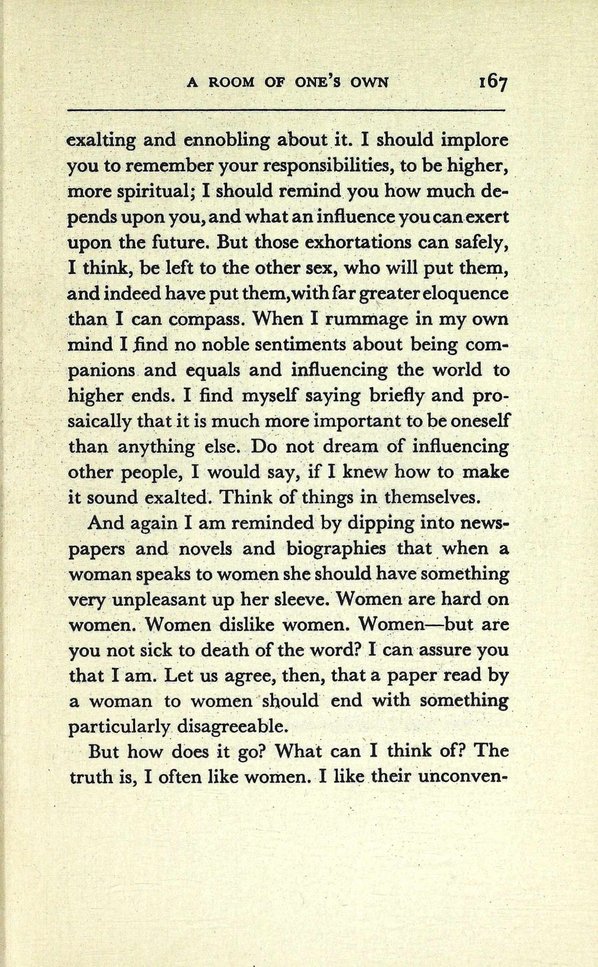 A ROOM OF ONE'S OWN 167
exalting and ennobling about it. I should implore
you to remember your responsibilities, to be higher,
more spiritual; I should remind you how much de-
pends upon you, and what an influence you can exert
upon the future. But those exhortations can safely,
I think, be left to the other sex, who will put them,
and indeed have put them, with far greater eloquence
than I can compass. When I rummage in my own
mind I find no noble sentiments about being com-
panions and equals and influencing the world to
higher ends. I find myself saying briefly and pro-
saically that it is much more important to be oneself
than anything else. Do not dream of influencing
other people, I would say, if I knew how to make
it sound exalted. Think of things in themselves.
And again I am reminded by dipping into news-
papers and novels and biographies that when a
woman speaks to women she should have something
very unpleasant up her sleeve. Women are hard on
women. Women dislike women. Women—but are
you not sick to death of the word? I can assure you
that I am. Let us agree, then, that a paper read by
a woman to women should end with something
particularly disagreeable.
But how does it go? What can I think of? The
truth is, I often like women. I like their unconven-